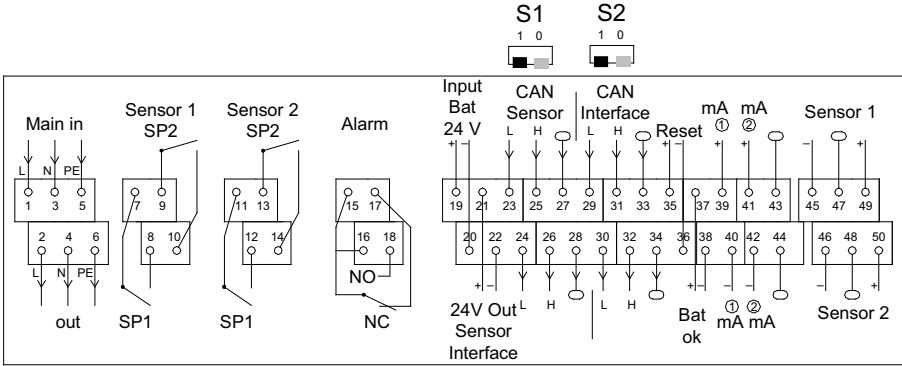 S1 S2
1 0 1 0
Input CAN CAN
Bat Sensor Interface
24 V
Main in Sensor 1 Sensor 2 Alarm L H L H Reset mA mA Sensor 1
SP2 SP2 ① ②
L N PE + – + – + + – +
1 3 5 7 9 11 13 15 17 19 21 23 25 27 29 31 33 35 37 39 41 43 45 47 49
2 4 6 8 10 12 14 16 18 20 22 24 26 28 30 32 34 36 38 40 42 44 46 48 50
L N PE NO + – L H L H + – – – – +
out SP1 SP1 NC 24V Out Bat ① ② Sensor 2
Sensor ok mA mA
Interface